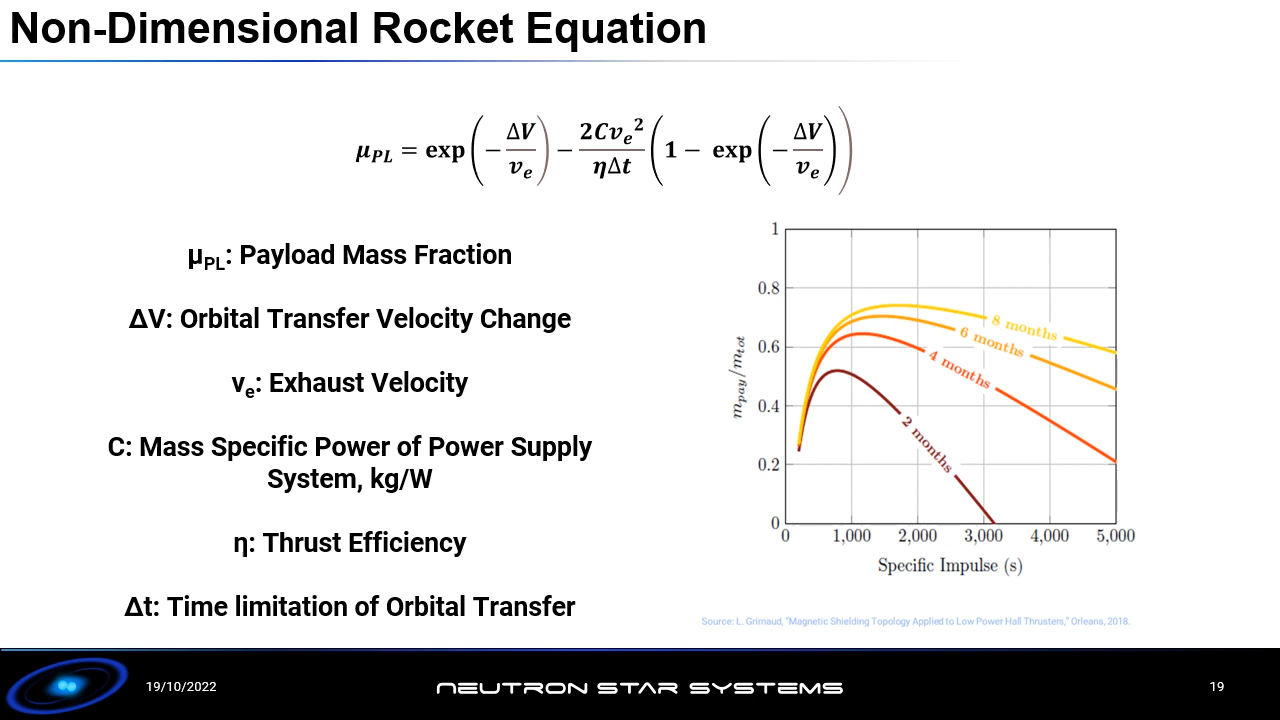 Non-Dimensional Rocket Equation
μ_PL = exp(−ΔV/v_e) − 2Cv_e²/ηΔt (1 − exp(−ΔV/v_e))
μPL: Payload Mass Fraction
ΔV: Orbital Transfer Velocity Change
ve: Exhaust Velocity
C: Mass Specific Power of Power Supply
System, kg/W
η: Thrust Efficiency
Δt: Time limitation of Orbital Transfer
1
0.8
0.6
0.4
0.2
0
m_pay/m_tot
8 months
6 months
4 months
2 months
0 1,000 2,000 3,000 4,000 5,000
Specific Impulse (s)
Source: L. Grimaud, “Magnetic Shielding Topology Applied to Low Power Hall Thrusters,” Orleans, 2018.
19/10/2022
NEUTRON STAR SYSTEMS
19